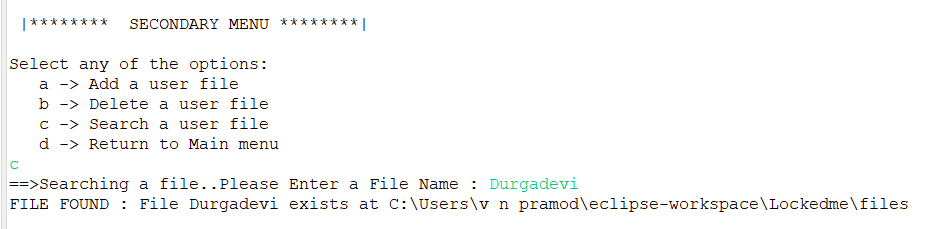 |******** SECONDARY MENU ********|
Select any of the options:
a -> Add a user file
b -> Delete a user file
c -> Search a user file
d -> Return to Main menu
c
==>Searching a file..Please Enter a File Name : Durgadevi
FILE FOUND : File Durgadevi exists at C:\Users\v n pramod\eclipse-workspace\Lockedme\files